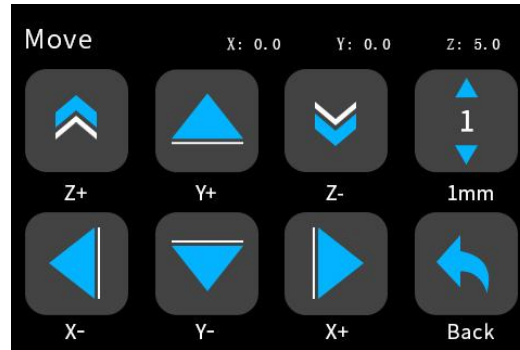 Move X: 0.0 Y: 0.0 Z: 5.0
1
Z+ Y+ Z- 1mm
X- Y- X+ Back